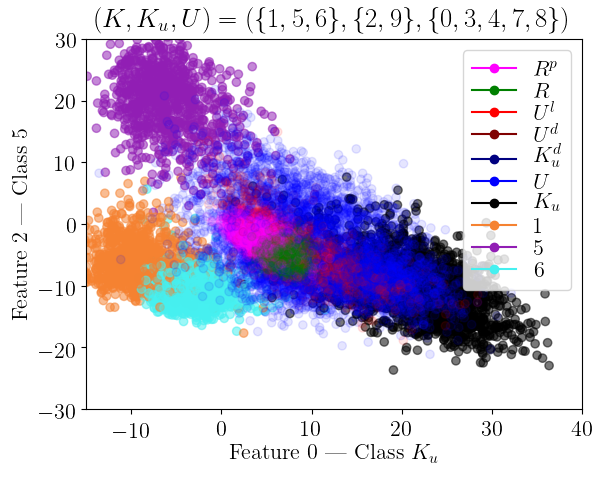 (K, K_u, U) = ({1, 5, 6}, {2, 9}, {0, 3, 4, 7, 8})
30
20
10
0
−10
−20
−30
Feature 2 — Class 5
R^p
R
U^l
U^d
K_u^d
U
K_u
1
5
6
−10 0 10 20 30 40
Feature 0 — Class K_u